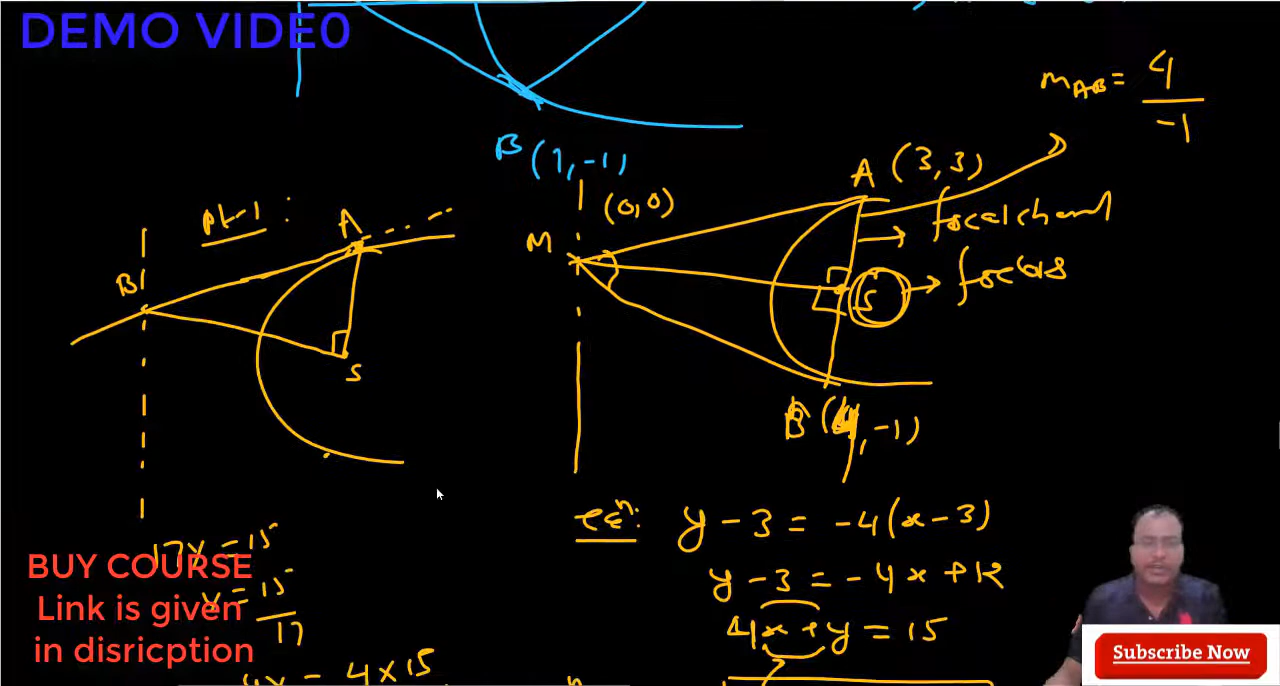 DEMO VIDE0
B (1, -1)
m_AB = 4/-1
pt-1 :
A
B
S
M
(0,0)
A (3,3)
focal chord
S
focus
B ( , -1)
eqⁿ: y - 3 = -4(x-3)
y - 3 = -4x + 12
4x + y = 15
17x = 15
x = 15/17
4x = 4x15
BUY COURSE
Link is given
in disricption
Subscribe Now